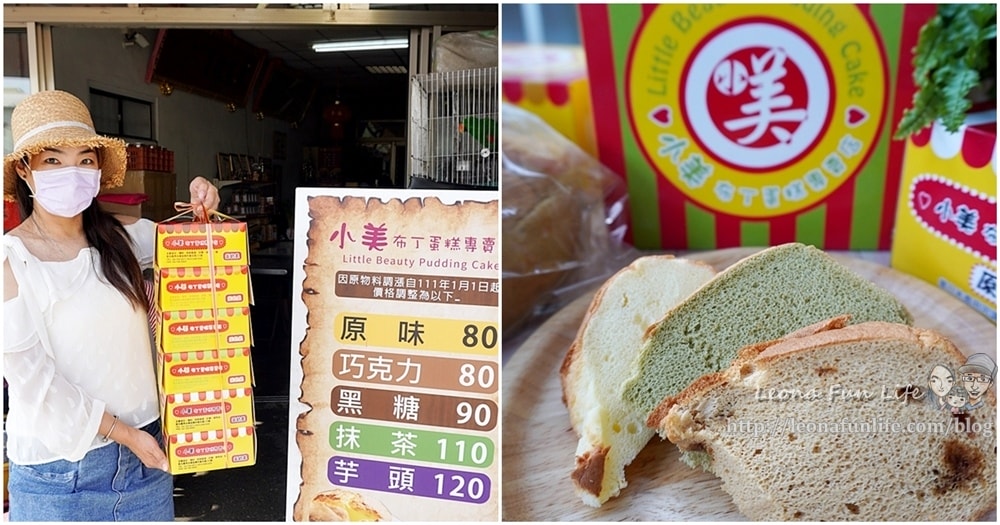 小美布丁蛋糕專賣
Little Beauty Pudding Cake
因原物料調漲自111年1月1日起
價格調整為以下_
原味 80
巧克力 80
黑糖 90
抹茶 110
芋頭 120
Little Beauty Pudding Cake
小美
小美布丁蛋糕專賣店
小美
Leona Fun Life
http://leonafunlife.com/blog